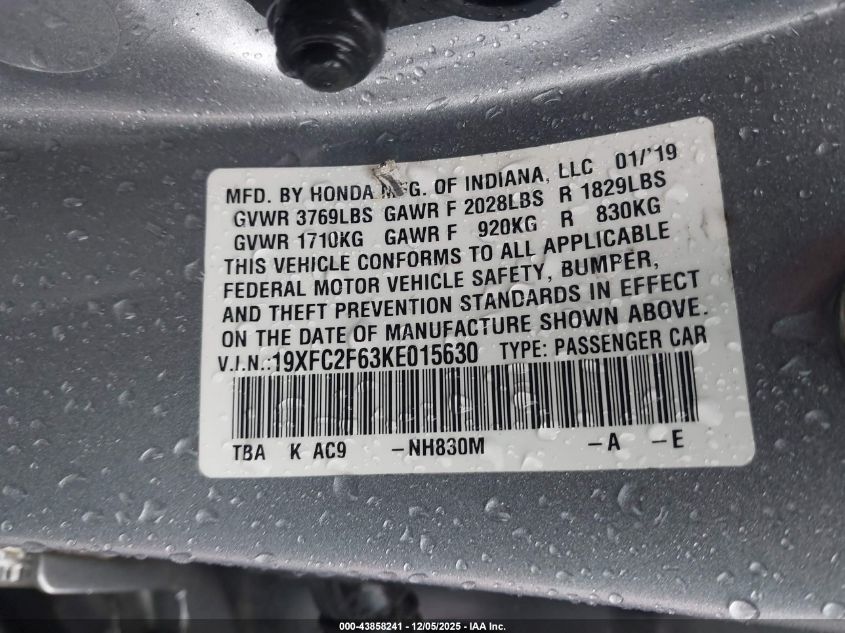 MFD. BY HONDA MFG. OF INDIANA, LLC 01/'19
GVWR 3769LBS GAWR F 2028LBS R 1829LBS
GVWR 1710KG GAWR F 920KG R 830KG
THIS VEHICLE CONFORMS TO ALL APPLICABLE
FEDERAL MOTOR VEHICLE SAFETY, BUMPER,
AND THEFT PREVENTION STANDARDS IN EFFECT
ON THE DATE OF MANUFACTURE SHOWN ABOVE.
V.I.N.:19XFC2F63KE015630 TYPE: PASSENGER CAR
TBA K AC9 -NH830M -A -E
000-43858241 - 12/05/2025 - IAA Inc.